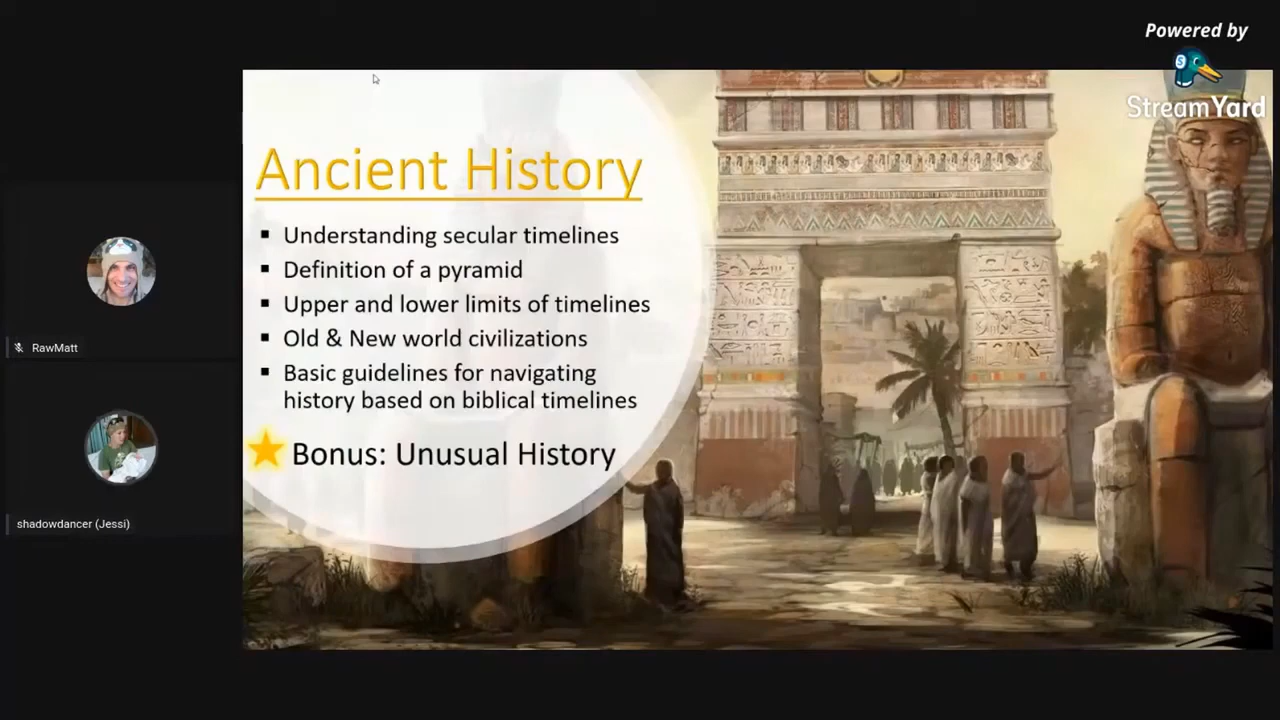 Powered by
StreamYard
Ancient History
Understanding secular timelines
Definition of a pyramid
Upper and lower limits of timelines
Old & New world civilizations
Basic guidelines for navigating
history based on biblical timelines
Bonus: Unusual History
RawMatt
shadowdancer (Jessi)